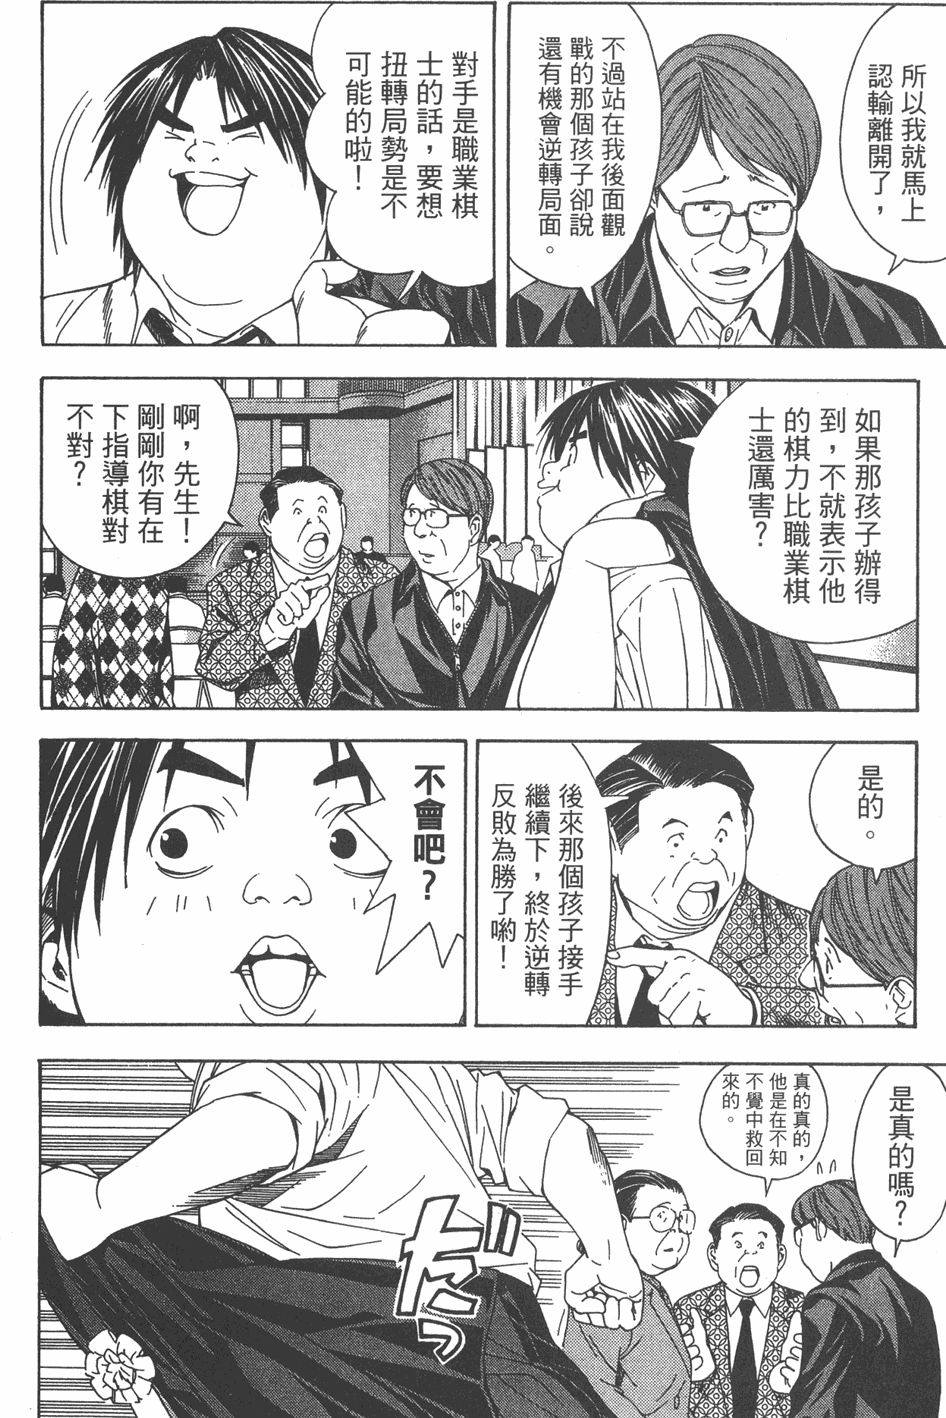 所以我就馬上
認輸離開了，
不過站在我後面觀
戰的那個孩子卻說
還有機會逆轉局面。
對手是職業棋
士的話，要想
扭轉局勢是不
可能的啦！
如果那孩子辦得
到，不就表示他
的棋力比職業棋
士還厲害？
啊，先生！
剛剛你有在
下指導棋對
不對？
是的。
後來那個孩子接手
繼續下，終於逆轉
反敗為勝了喲！
不會吧？
是真的嗎？
真的真的，
他是在不知
不覺中救回
來的。
だっ